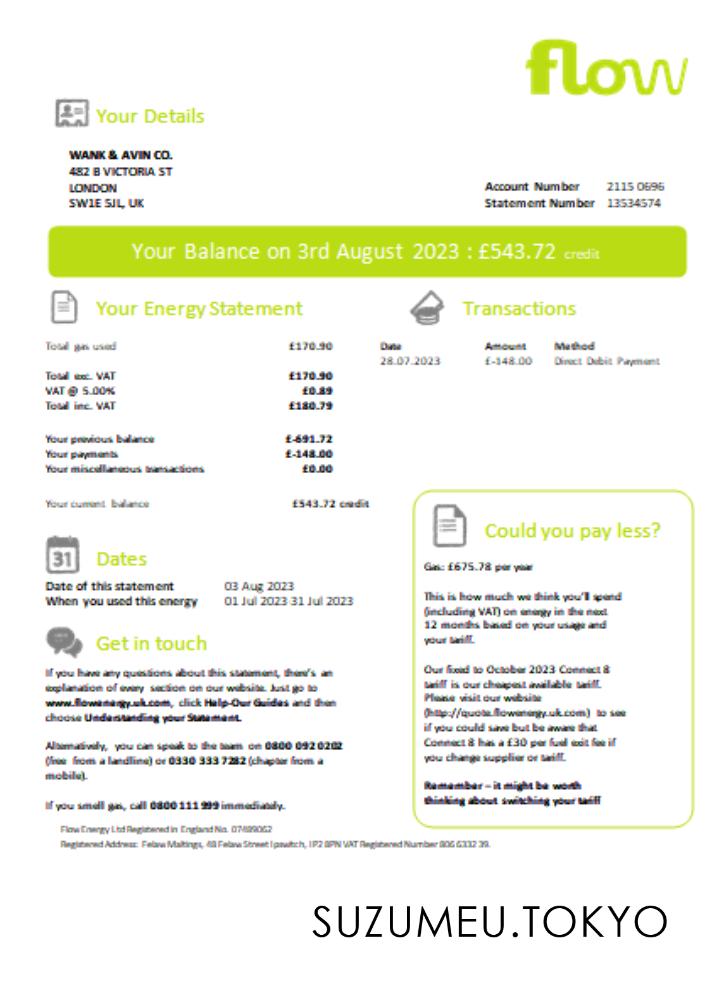 flow
Your Details
WANK & AVIN CO.
482 B VICTORIA ST
LONDON
SW1E 5JL, UK
Account Number 2115 0696
Statement Number 13534574
Your Balance on 3rd August 2023 : £543.72 credit
Your Energy Statement
Total gas used £170.90
Total exc. VAT £170.90
VAT @ 5.00% £0.89
Total inc. VAT £180.79
Your previous balance £-691.72
Your payments £-148.00
Your miscellaneous transactions £0.00
Your current balance £543.72 credit
Transactions
Date Amount Method
28.07.2023 £-148.00 Direct Debit Payment
31 Dates
Date of this statement 03 Aug 2023
When you used this energy 01 Jul 2023 31 Jul 2023
Get in touch
If you have any questions about this statement, there's an
explanation of every section on our website. Just go to
www.flowenergy.uk.com, click Help-Our Guides and then
choose Understanding your Statement.
Alternatively, you can speak to the team on 0800 092 0202
(free from a landline) or 0330 333 7282 (chapter from a
mobile).
If you smell gas, call 0800 111 999 immediately.
Could you pay less?
Gas: £675.78 per year
This is how much we think you'll spend
(including VAT) on energy in the next
12 months based on your usage and
your tariff.
Our fixed to October 2023 Connect 8
tariff is our cheapest available tariff.
Please visit our website
(http://quote.flowenergy.uk.com) to see
if you could save but be aware that
Connect 8 has a £30 per fuel exit fee if
you change supplier or tariff.
Remember – it might be worth
thinking about switching your tariff
Flow Energy Ltd Registered in England No. 07489062
Registered Address: Felaw Maltings, 48 Felaw Street Ipswitch, IP2 8PN VAT Registered Number 806 6332 39.
SUZUMEU.TOKYO